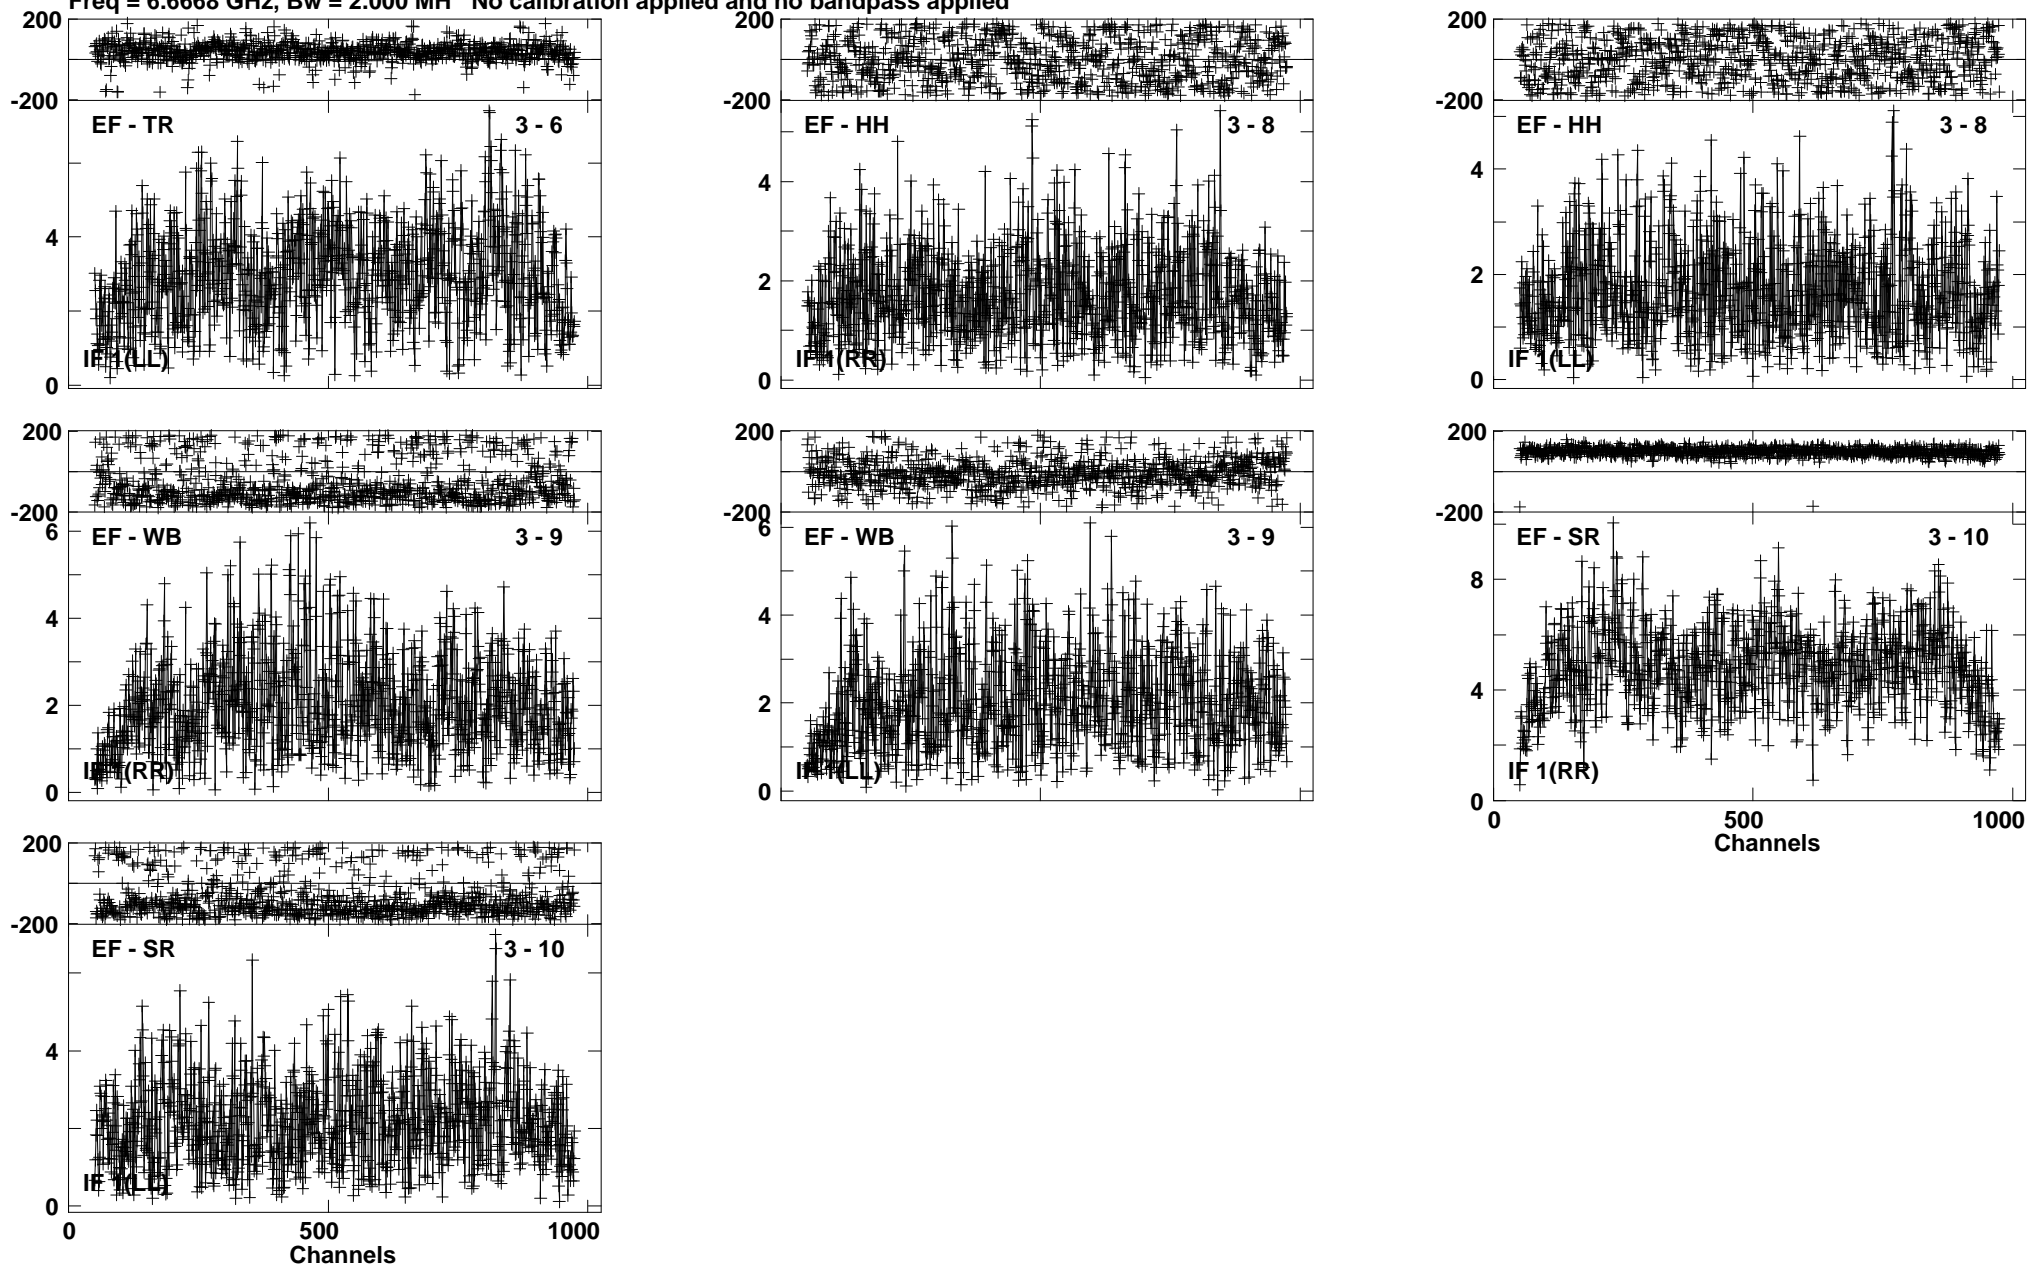 Freq = 6.6668 GHz, Bw = 2.000 MH No calibration applied and no bandpass applied
200
-200
EF - TR 3 - 6
4
IF 1(LL)
0
200
-200
EF - HH 3 - 8
4
2
IF 1(RR)
0
200
-200
EF - HH 3 - 8
4
2
IF 1(LL)
0
200
-200
6
EF - WB 3 - 9
4
2
IF 1(RR)
0
200
-200
6
EF - WB 3 - 9
4
2
IF 1(LL)
0
200
-200
EF - SR 3 - 10
8
4
IF 1(RR)
0
0 500 1000
Channels
200
-200
EF - SR 3 - 10
4
IF 1(LL)
0
0 500 1000
Channels